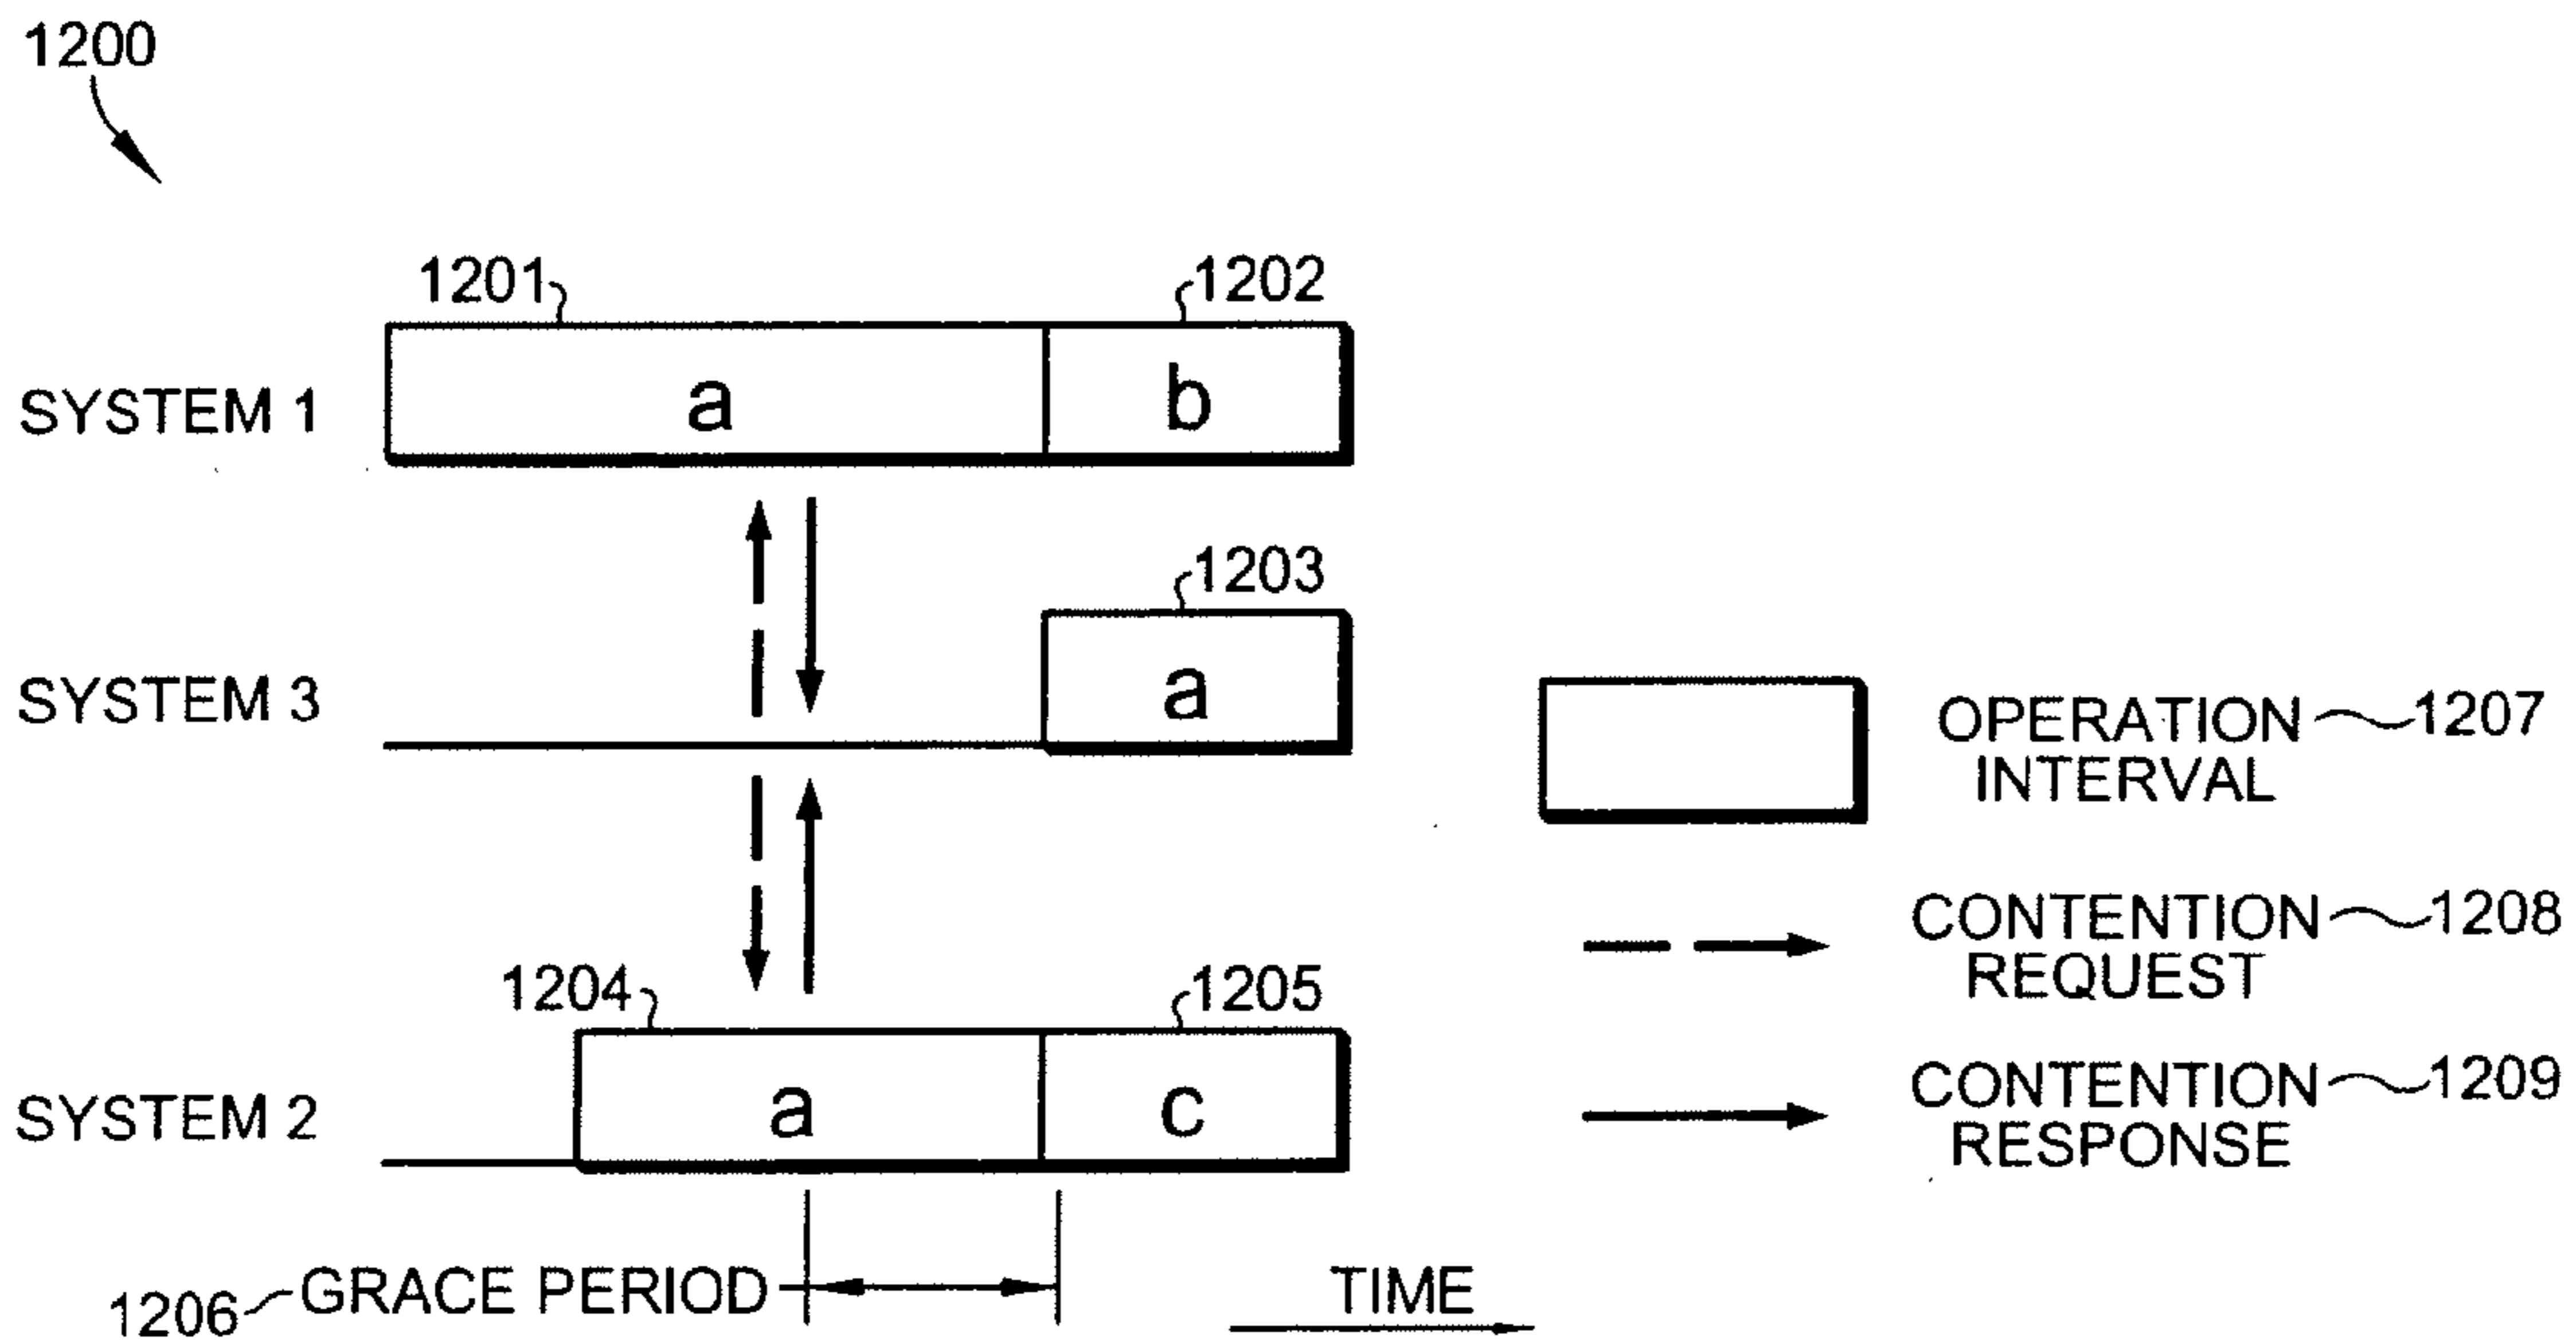 1200
1201
1202
a
b
SYSTEM 1
1203
SYSTEM 3
a
OPERATION
INTERVAL
1207
CONTENTION
REQUEST
1208
1204
1205
SYSTEM 2
a
c
CONTENTION
RESPONSE
1209
1206
GRACE PERIOD
TIME